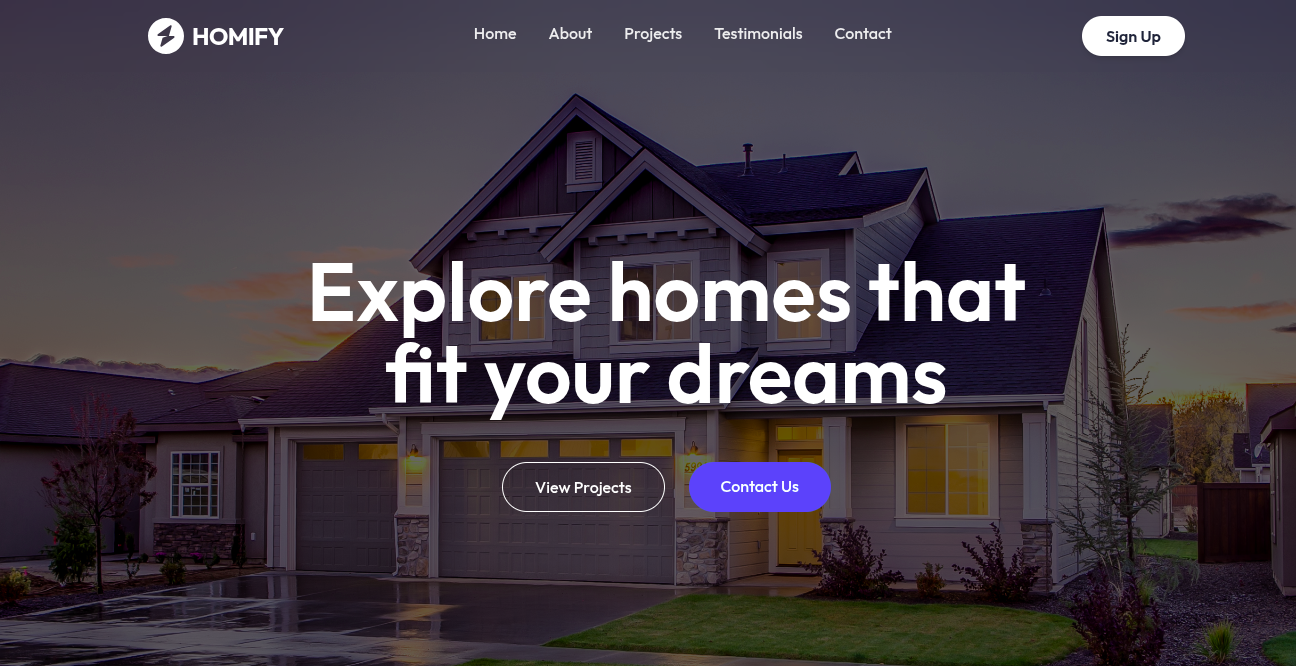 HOMIFY
Home About Projects Testimonials Contact
Sign Up
Explore homes that
fit your dreams
View Projects
Contact Us